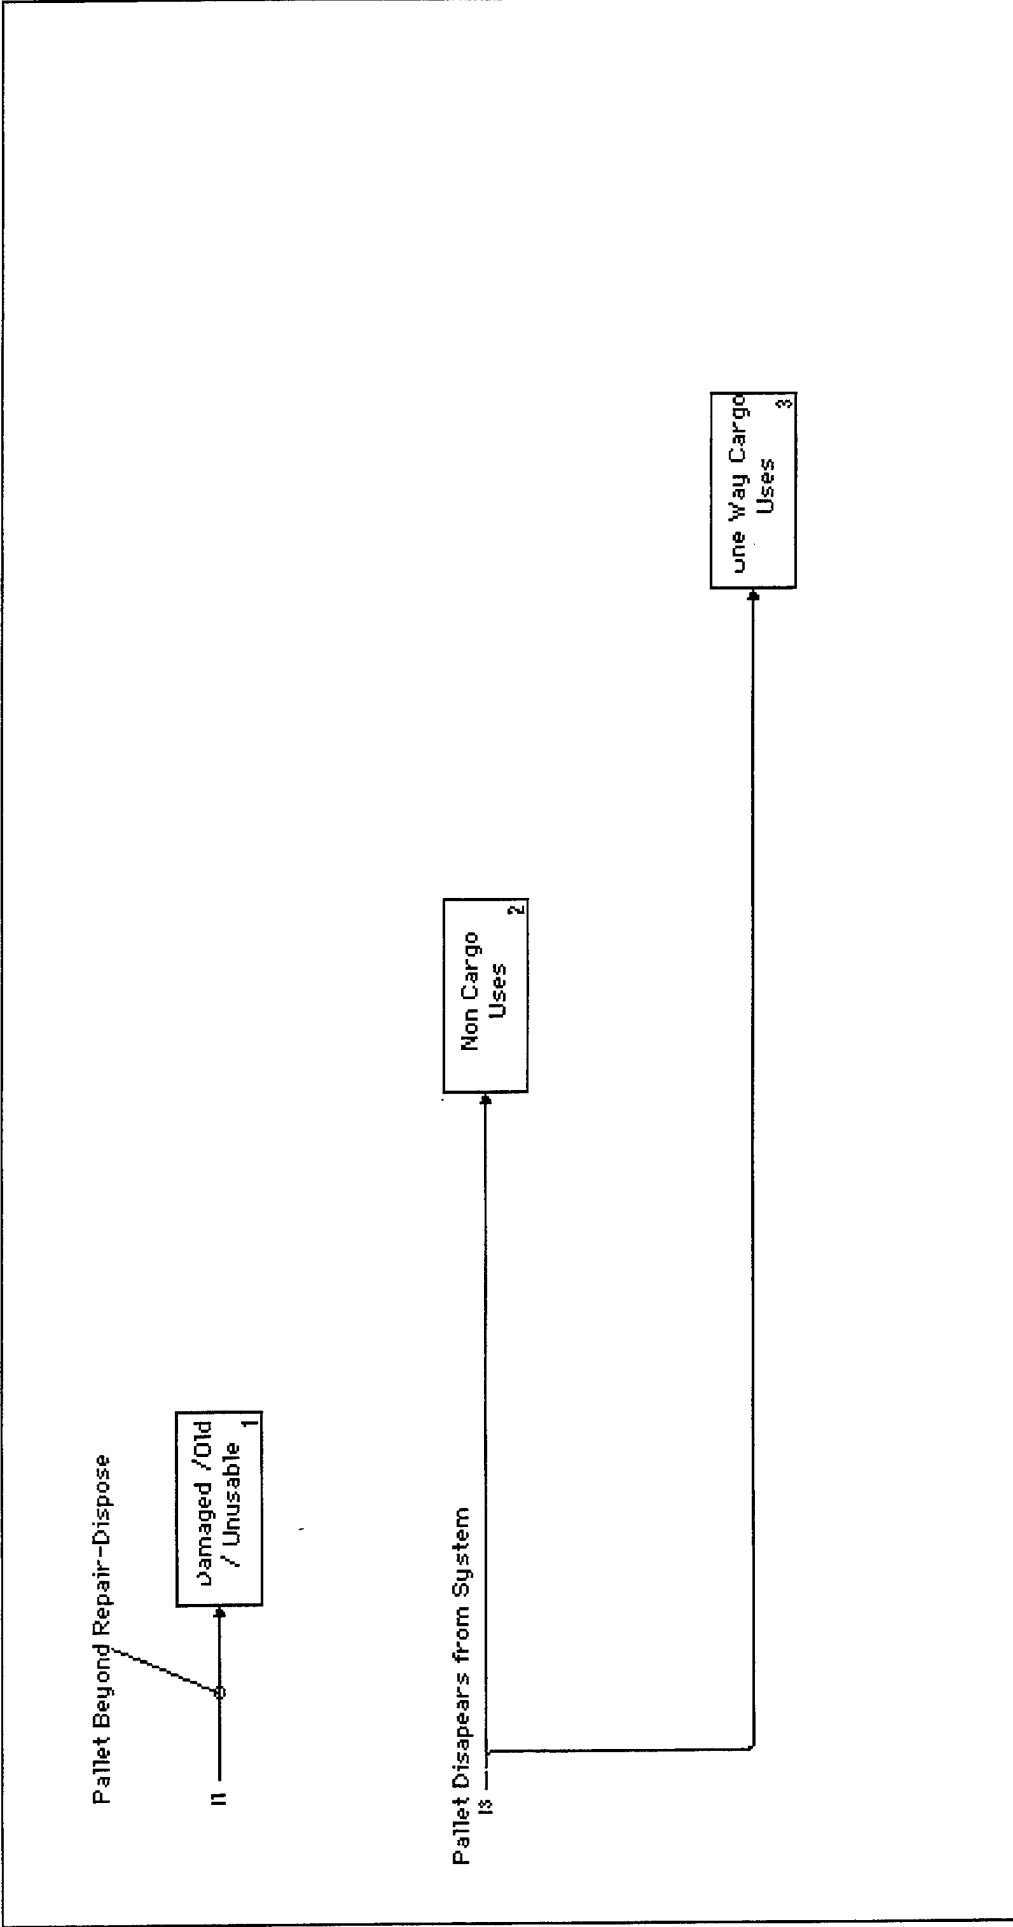 Pallet Beyond Repair-Dispose
I1
Damaged /Old
/ Unusable
1
Pallet Disapears from System
I3
Non Cargo
Uses
2
One Way Cargo
Uses
3